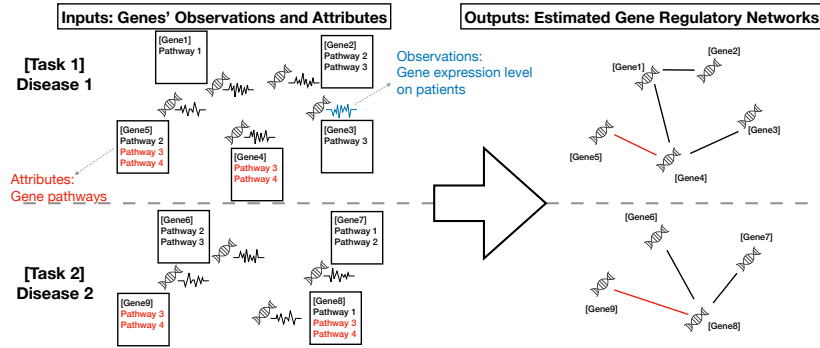 Inputs: Genes' Observations and Attributes
Outputs: Estimated Gene Regulatory Networks
[Task 1]
Disease 1
[Gene1]
Pathway 1
[Gene2]
Pathway 2
Pathway 3
Observations:
Gene expression level
on patients
[Gene5]
Pathway 2
Pathway 3
Pathway 4
[Gene4]
Pathway 3
Pathway 4
[Gene3]
Pathway 3
Attributes:
Gene pathways
[Gene1]
[Gene2]
[Gene3]
[Gene5]
[Gene4]
[Task 2]
Disease 2
[Gene6]
Pathway 2
Pathway 3
[Gene7]
Pathway 1
Pathway 2
[Gene9]
Pathway 3
Pathway 4
[Gene8]
Pathway 1
Pathway 3
Pathway 4
[Gene6]
[Gene7]
[Gene9]
[Gene8]